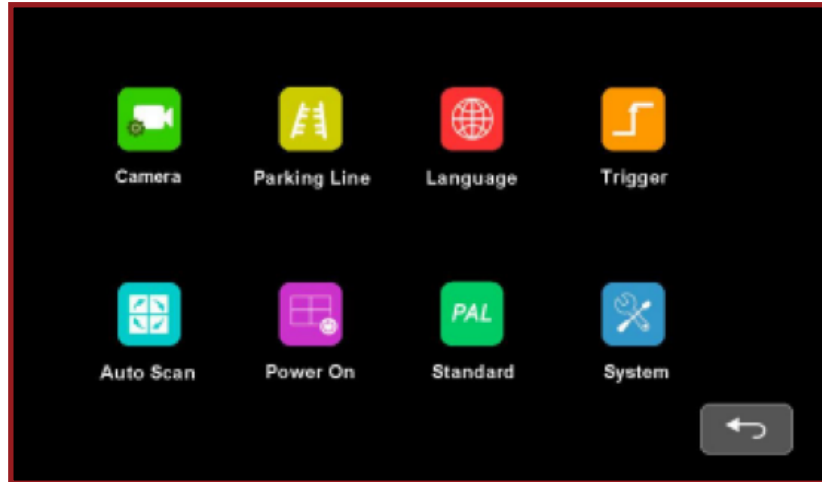 Camera Parking Line Language Trigger
PAL
Auto Scan Power On Standard System